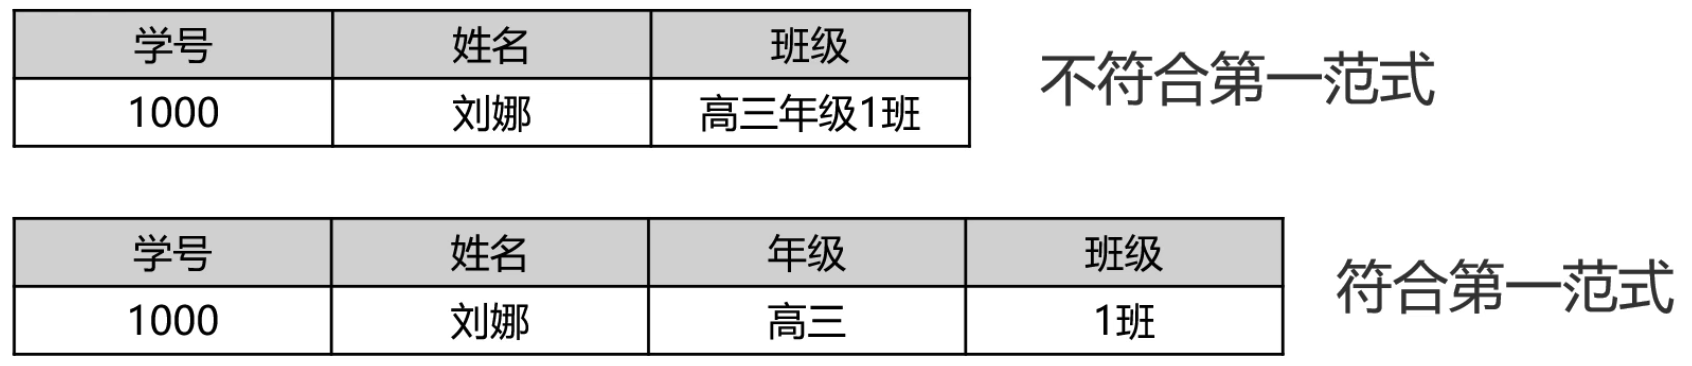 学号 姓名 班级
1000 刘娜 高三年级1班
不符合第一范式
学号 姓名 年级 班级
1000 刘娜 高三 1班
符合第一范式